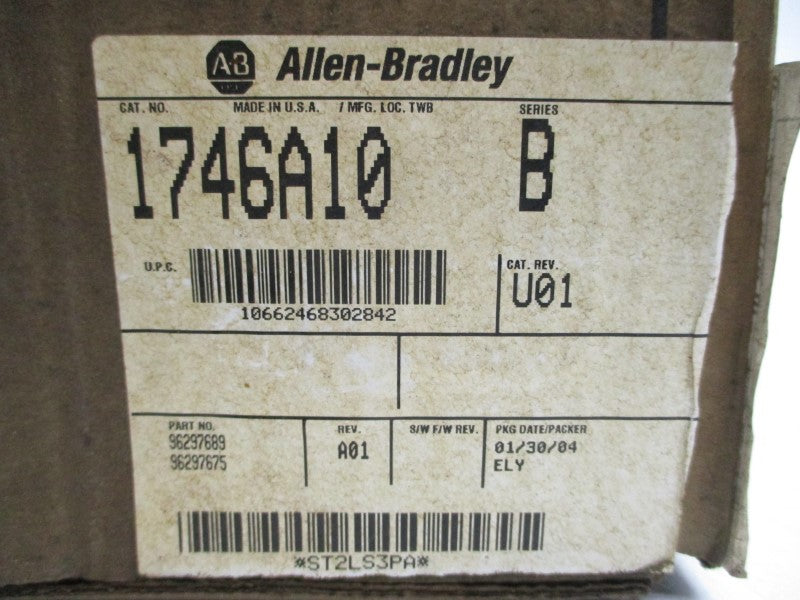 AB Allen-Bradley
CAT. NO. MADE IN U.S.A. / MFG. LOC. TWB SERIES
1746A10 B
U.P.C. CAT. REV.
U01
10662468302842
PART NO. REV. S/W F/W REV. PKG DATE/PACKER
96297689 A01 01/30/04
96297675 ELY
*ST2LS3PA*